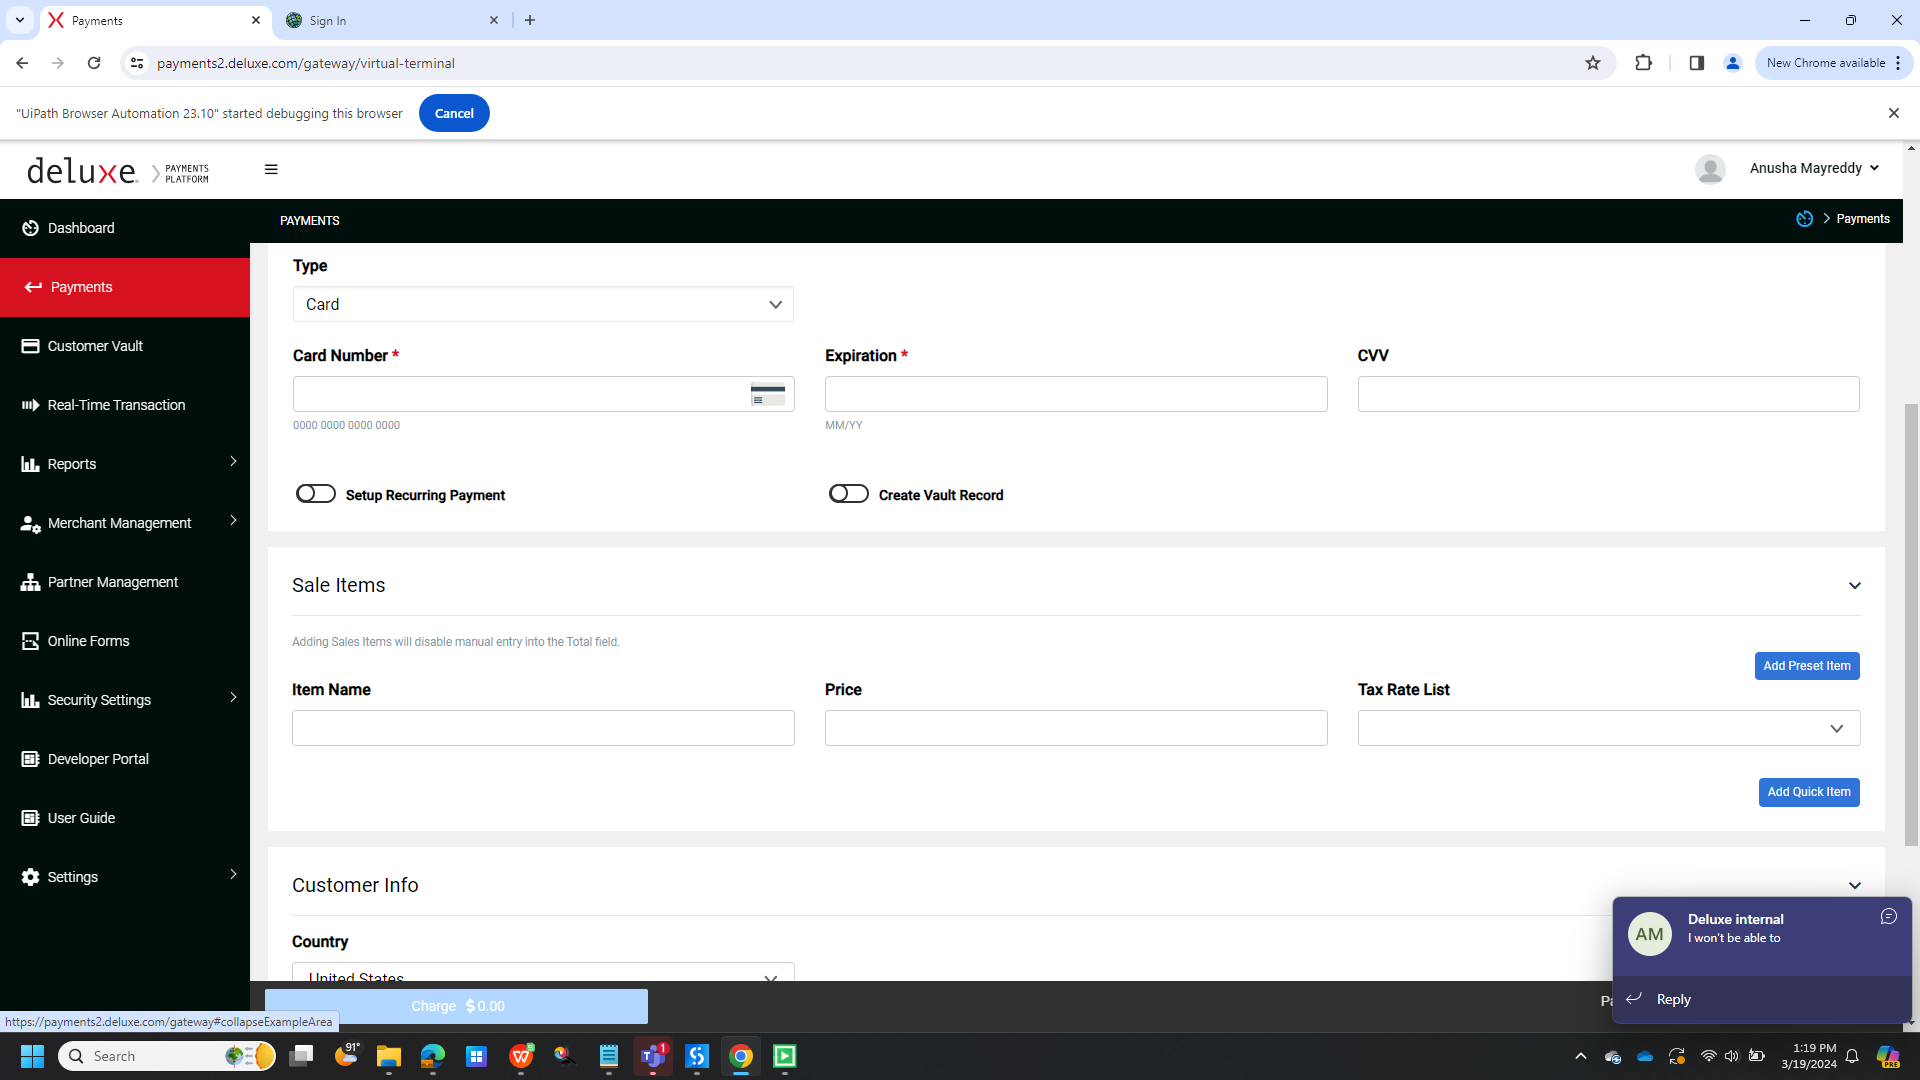 Payments
Sign In
payments2.deluxe.com/gateway/virtual-terminal
New Chrome available
"UiPath Browser Automation 23.10" started debugging this browser
Cancel
deluxe.
PAYMENTS
PLATFORM
Anusha Mayreddy
Dashboard
PAYMENTS
Payments
Payments
Customer Vault
Real-Time Transaction
Reports
Merchant Management
Partner Management
Online Forms
Security Settings
Developer Portal
User Guide
Settings
Type
Card
Card Number *
Expiration *
CVV
0000 0000 0000 0000
MM/YY
Setup Recurring Payment
Create Vault Record
Sale Items
Adding Sales Items will disable manual entry into the Total field.
Add Preset Item
Item Name
Price
Tax Rate List
Add Quick Item
Customer Info
Country
United States
Charge $ 0.00
AM
Deluxe internal
I won't be able to
Reply
https://payments2.deluxe.com/gateway#collapseExampleArea
Search
91°
1
1:19 PM
3/19/2024
PRE